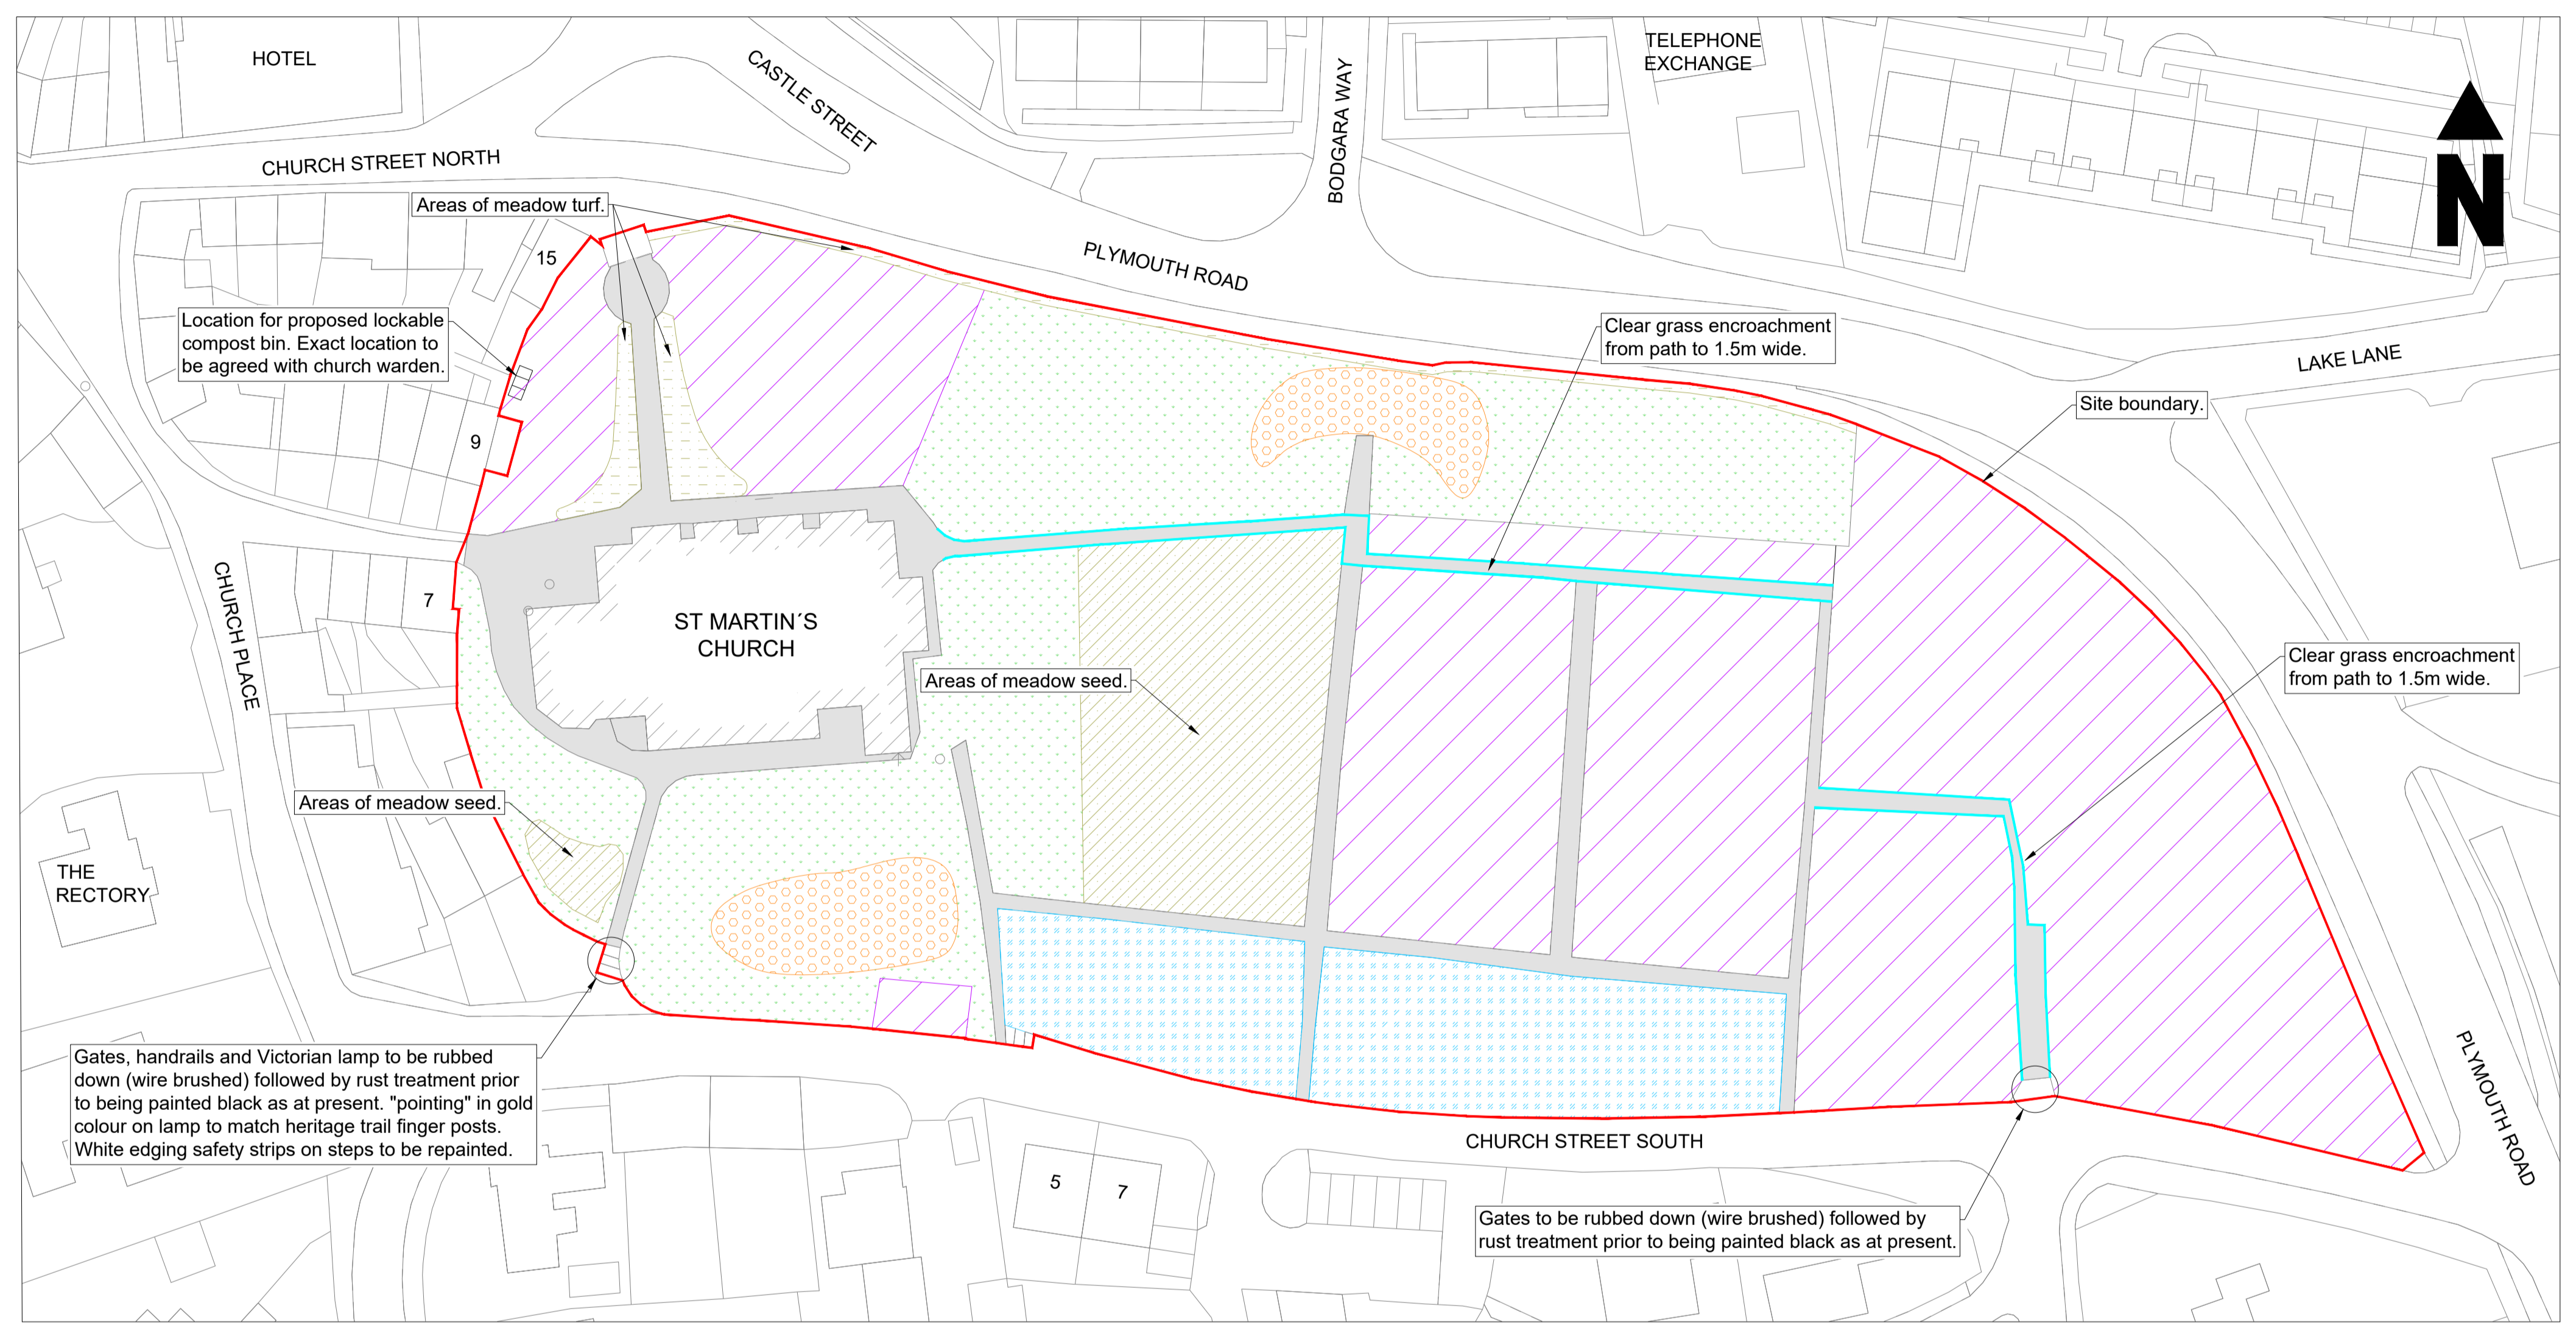 HOTEL
CASTLE STREET
BODGARA WAY
TELEPHONE
EXCHANGE
N
CHURCH STREET NORTH
Areas of meadow turf.
15
PLYMOUTH ROAD
Location for proposed lockable
compost bin. Exact location to
be agreed with church warden.
Clear grass encroachment
from path to 1.5m wide.
LAKE LANE
Site boundary.
9
CHURCH PLACE
7
ST MARTIN´S
CHURCH
Areas of meadow seed.
Clear grass encroachment
from path to 1.5m wide.
Areas of meadow seed.
THE
RECTORY
Gates, handrails and Victorian lamp to be rubbed
down (wire brushed) followed by rust treatment prior
to being painted black as at present. "pointing" in gold
colour on lamp to match heritage trail finger posts.
White edging safety strips on steps to be repainted.
CHURCH STREET SOUTH
PLYMOUTH ROAD
5
7
Gates to be rubbed down (wire brushed) followed by
rust treatment prior to being painted black as at present.